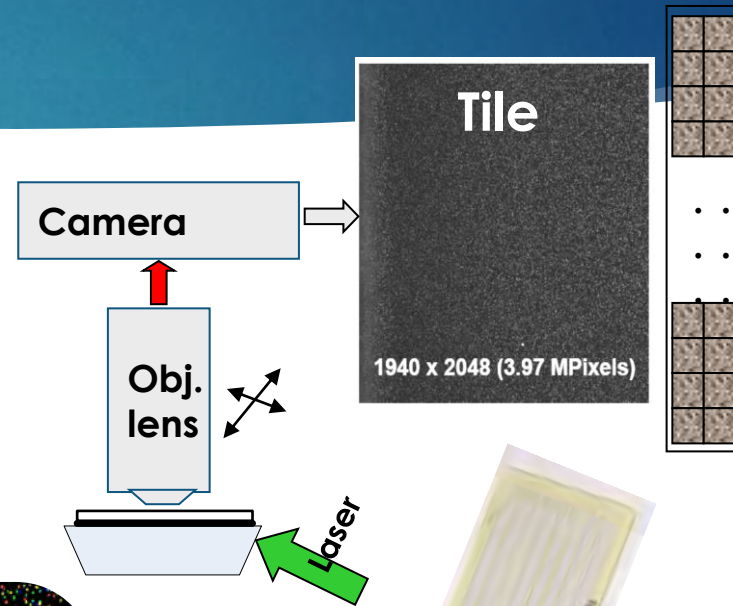 Tile
Camera
1940 x 2048 (3.97 MPixels)
Obj.
lens
Laser